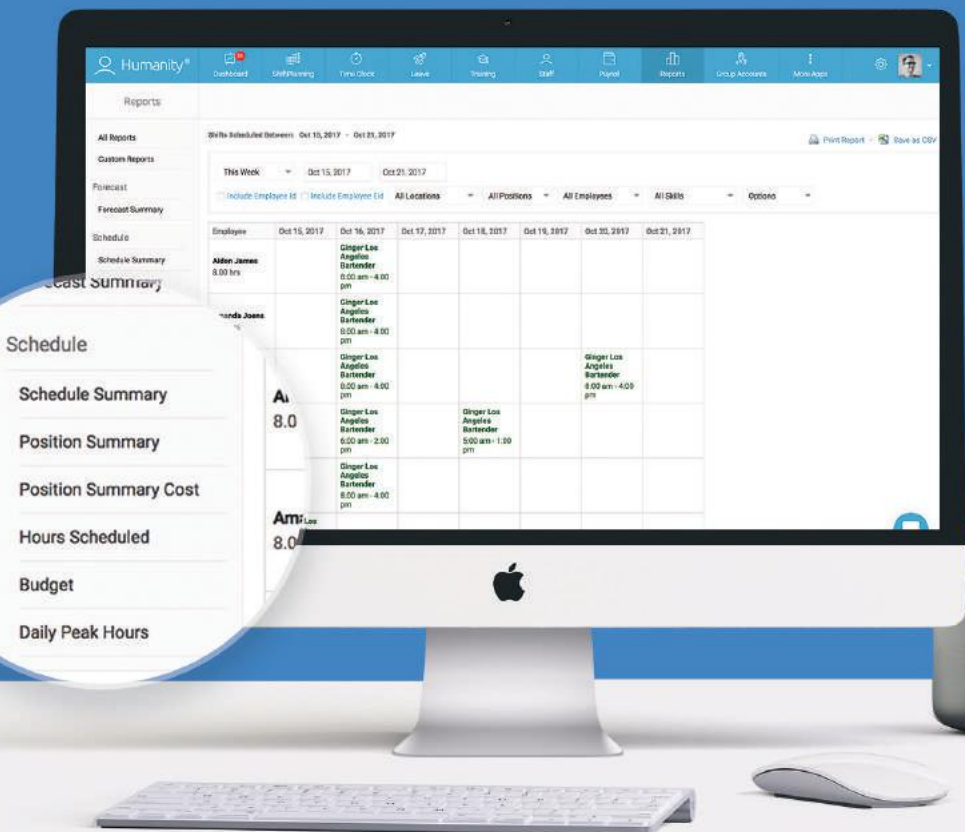 Humanity®
Dashboard
ShiftPlanning
Time Clock
Leave
Training
Staff
Payroll
Reports
Group Accounts
More Apps
Reports
All Reports
Custom Reports
Forecast
Forecast Summary
Schedule
Schedule Summary
Shifts Scheduled Between Oct 15, 2017 - Oct 21, 2017
Print Report
Save as CSV
This Week
Oct 15, 2017
Oct 21, 2017
Include Employee Id
Include Employee Eid
All Locations
All Positions
All Employees
All Skills
Options
Employee
Oct 15, 2017
Oct 16, 2017
Oct 17, 2017
Oct 18, 2017
Oct 19, 2017
Oct 20, 2017
Oct 21, 2017
Aiden James
8.00 hrs
Ginger Los
Angeles
Bartender
8:00 am - 4:00
pm
Joens
Ginger Los
Angeles
Bartender
8:00 am - 4:00
pm
Ginger Los
Angeles
Bartender
8:00 am - 4:00
pm
Ginger Los
Angeles
Bartender
8:00 am - 4:00
pm
Ginger Los
Angeles
Bartender
6:00 am - 2:00
pm
Ginger Los
Angeles
Bartender
5:00 am - 1:00
pm
Ginger Los
Angeles
Bartender
8:00 am - 4:00
pm
Los
Summary
Schedule
Schedule Summary
Position Summary
Position Summary Cost
Hours Scheduled
Budget
Daily Peak Hours
8.0
8.0